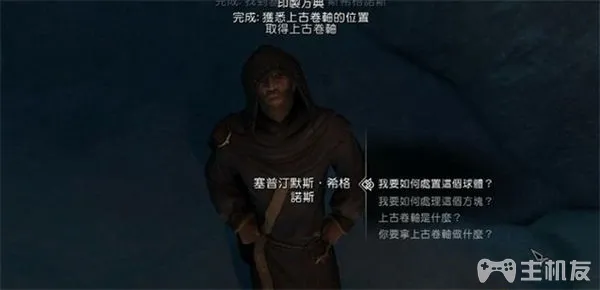 印製方典
完成: 獲悉上古卷軸的位置
取得上古卷軸
塞普汀默斯·希格
諾斯
我要如何處置這個球體？
我要如何處理這個方塊？
上古卷軸是什麼？
你要拿上古卷軸做什麼？
主机友